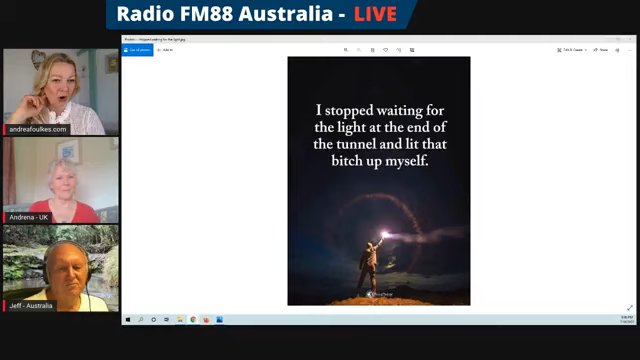 Radio FM88 Australia - LIVE
I stopped waiting for
the light at the end of
the tunnel and lit that
bitch up myself.
andreafoulkes.com
Andrena - UK
Jeff - Australia